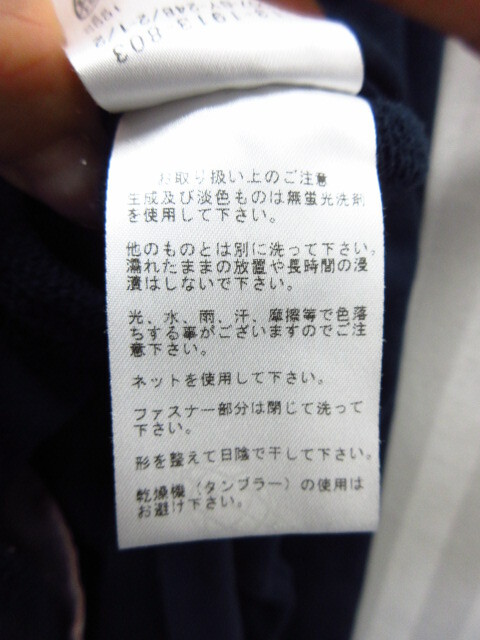 お取り扱い上のご注意
生成及び淡色ものは無蛍光洗剤
を使用して下さい。
他のものとは別に洗って下さい。
濡れたままの放置や長時間の浸
漬はしないで下さい。
光、水、雨、汗、摩擦等で色落
ちする事がございますのでご注
意下さい。
ネットを使用して下さい。
ファスナー部分は閉じて洗って
下さい。
形を整えて日陰で干して下さい。
乾燥機（タンブラー）の使用は
お避け下さい。